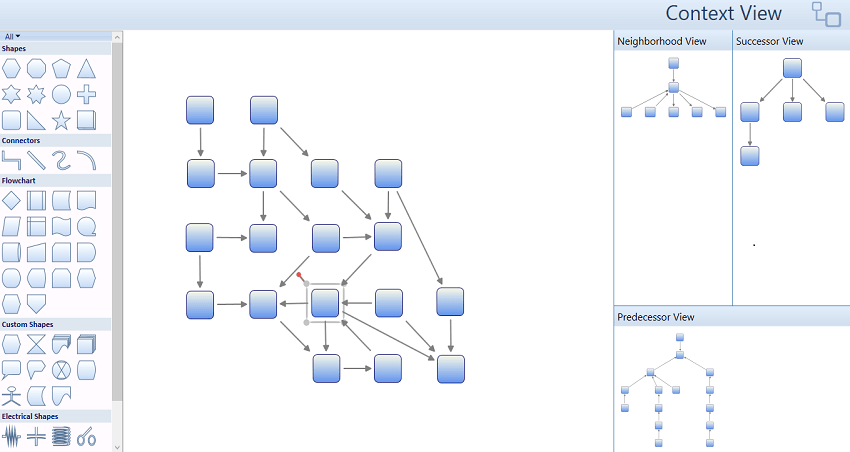 Context View
All
Shapes
Connectors
Flowchart
Custom Shapes
Electrical Shapes
Neighborhood View
Successor View
Predecessor View